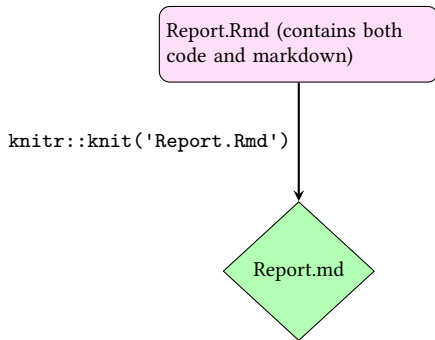 Report.Rmd (contains both
code and markdown)
knitr::knit('Report.Rmd')
Report.md